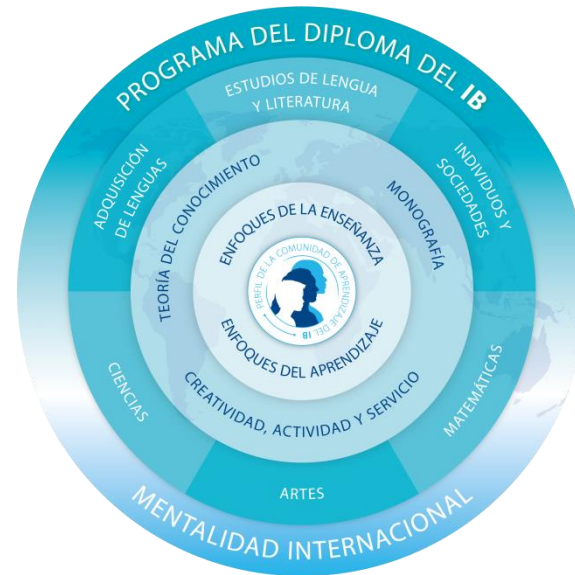 PROGRAMA DEL DIPLOMA DEL IB
ESTUDIOS DE LENGUA
Y LITERATURA
ADQUISICIÓN
DE LENGUAS
INDIVIDUOS Y
SOCIEDADES
TEORÍA DEL CONOCIMIENTO
MONOGRAFÍA
ENFOQUES DE LA ENSEÑANZA
PERFIL DE LA COMUNIDAD DE APRENDIZAJE DEL IB
ENFOQUES DEL APRENDIZAJE
CREATIVIDAD, ACTIVIDAD Y SERVICIO
CIENCIAS
MATEMÁTICAS
ARTES
MENTALIDAD INTERNACIONAL